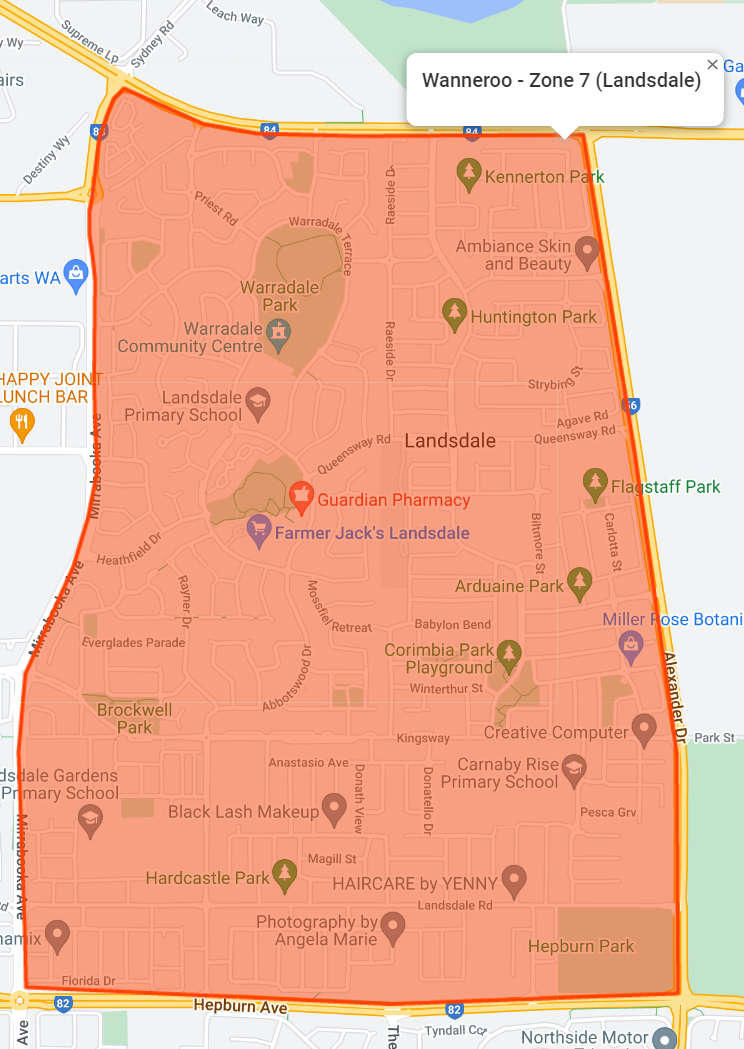 Leach Way
Supreme Lp
Sydney Rd
Wanneroo - Zone 7 (Landsdale)
Ga
84
84
Destiny Wy
Kennerton Park
Raeside Dr
Priest Rd
Warradale Terrace
Ambiance Skin
and Beauty
arts WA
Warradale
Park
Huntington Park
Warradale
Community Centre
Raeside Dr
HAPPY JOINT
LUNCH BAR
Strybing St
Landsdale
Primary School
56
Agave Rd
Queensway Rd
Mirrabooka Ave
Queensway Rd
Landsdale
Flagstaff Park
Guardian Pharmacy
Farmer Jack's Landsdale
Biltmore St
Carlotta St
Heathfield Dr
Rayner Dr
Arduaine Park
Mirrabooka Ave
Mossfiel Retreat
Babylon Bend
Miller Rose Botani
Everglades Parade
Corimbia Park
Playground
Abbotswood Dr
Winterthur St
Alexander Dr
Brockwell
Park
Kingsway
Creative Computer
Park St
Anastasio Ave
Carnaby Rise
Primary School
dsdale Gardens
Primary School
Donath View
Donatello Dr
Black Lash Makeup
Pesca Grv
Mirrabooka Ave
Magill St
Hardcastle Park
HAIRCARE by YENNY
Landsdale Rd
Rd
Photography by
Angela Marie
namix
Hepburn Park
Florida Dr
82
Hepburn Ave
82
Ave
The
Tyndall Cct
Northside Motor